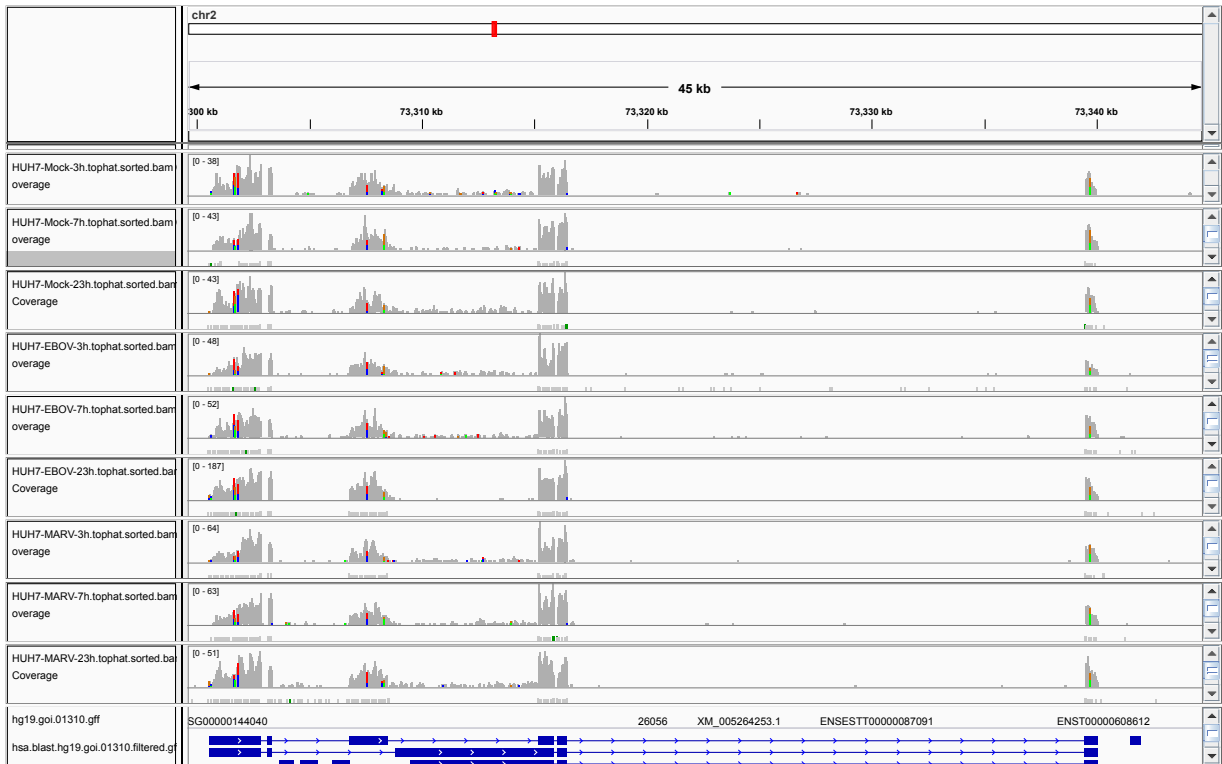 chr2
45 kb
300 kb 73,310 kb 73,320 kb 73,330 kb 73,340 kb
HUH7-Mock-3h.tophat.sorted.bam
overage
[0 - 38]
HUH7-Mock-7h.tophat.sorted.bam
overage
[0 - 43]
HUH7-Mock-23h.tophat.sorted.bam
Coverage
[0 - 43]
HUH7-EBOV-3h.tophat.sorted.bam
overage
[0 - 48]
HUH7-EBOV-7h.tophat.sorted.bam
overage
[0 - 52]
HUH7-EBOV-23h.tophat.sorted.bar
Coverage
[0 - 187]
HUH7-MARV-3h.tophat.sorted.bam
overage
[0 - 64]
HUH7-MARV-7h.tophat.sorted.bam
overage
[0 - 63]
HUH7-MARV-23h.tophat.sorted.ba
Coverage
[0 - 51]
hg19.goi.01310.gff
SG00000144040 26056 XM_005264253.1 ENSESTT00000087091 ENST00000608612
hsa.blast.hg19.goi.01310.filtered.gf